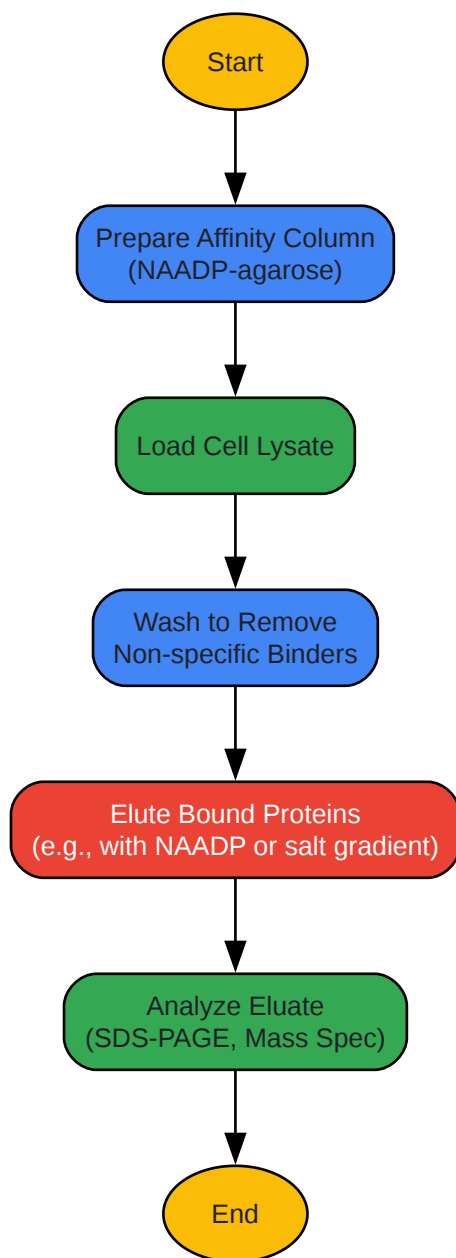 Start
Prepare Affinity Column
(NAADP-agarose)
Load Cell Lysate
Wash to Remove
Non-specific Binders
Elute Bound Proteins
(e.g., with NAADP or salt gradient)
Analyze Eluate
(SDS-PAGE, Mass Spec)
End